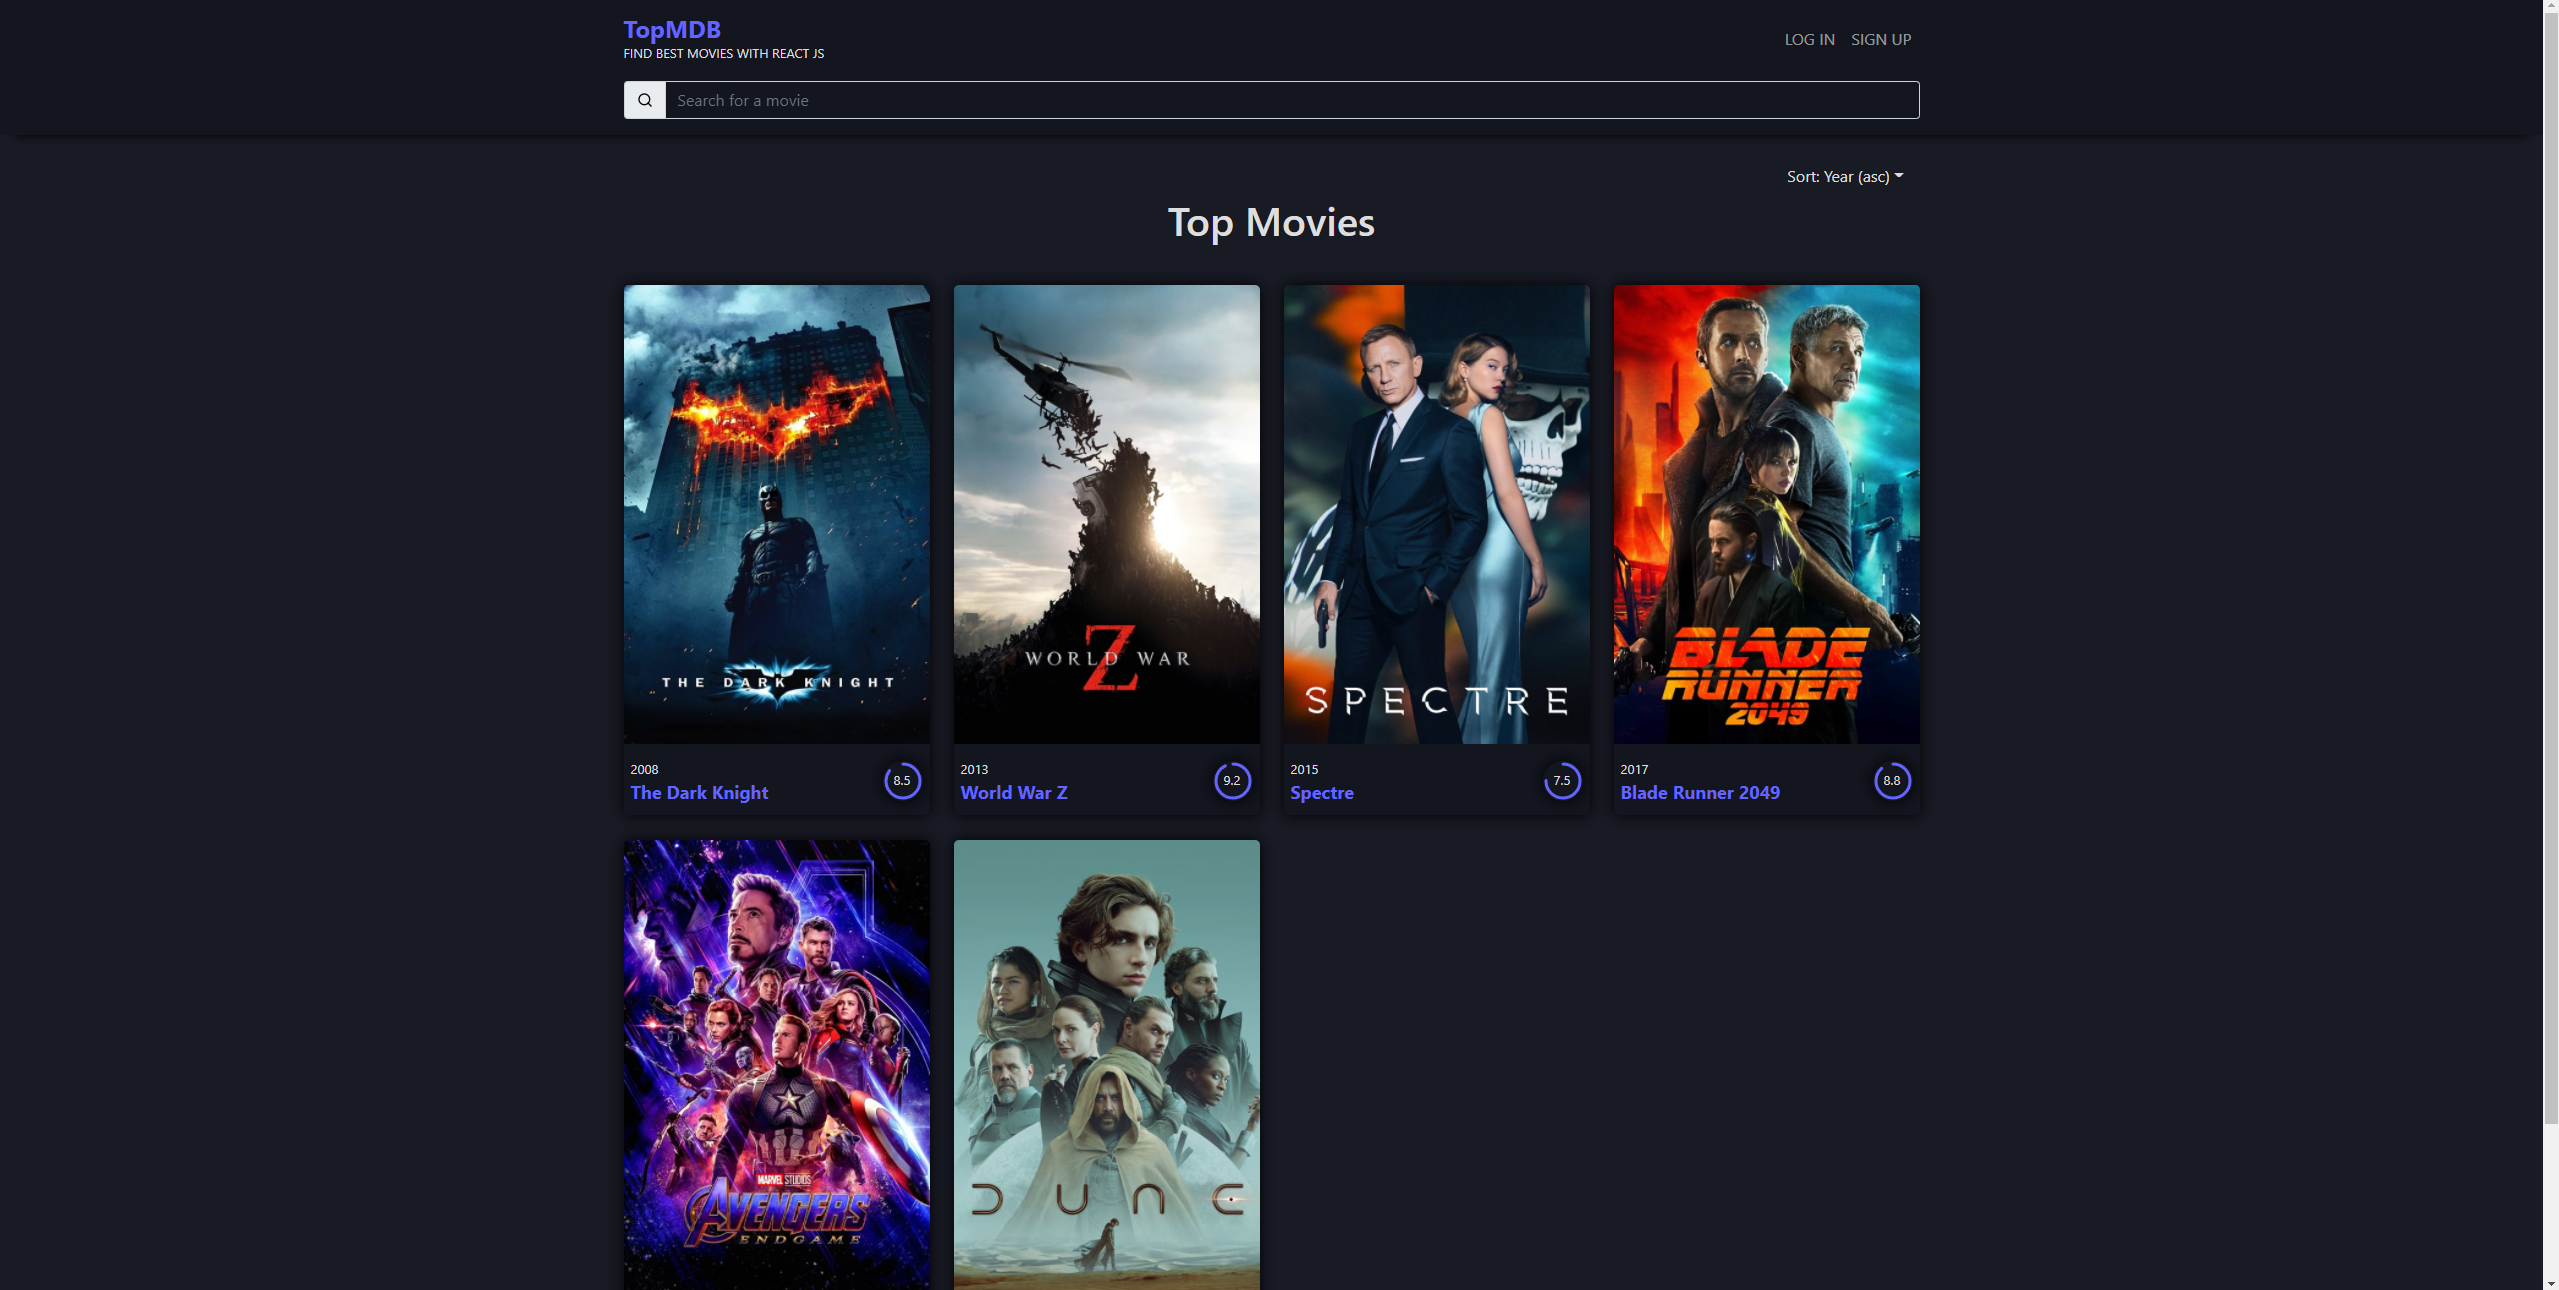 TopMDB
FIND BEST MOVIES WITH REACT JS
LOG IN
SIGN UP
Search for a movie
Sort: Year (asc)
Top Movies
THE DARK KNIGHT
2008
The Dark Knight
8.5
WORLD WAR
Z
2013
World War Z
9.2
SPECTRE
2015
Spectre
7.5
BLADE
RUNNER
2049
2017
Blade Runner 2049
8.8
MARVEL STUDIOS
AVENGERS
ENDGAME
DUNE